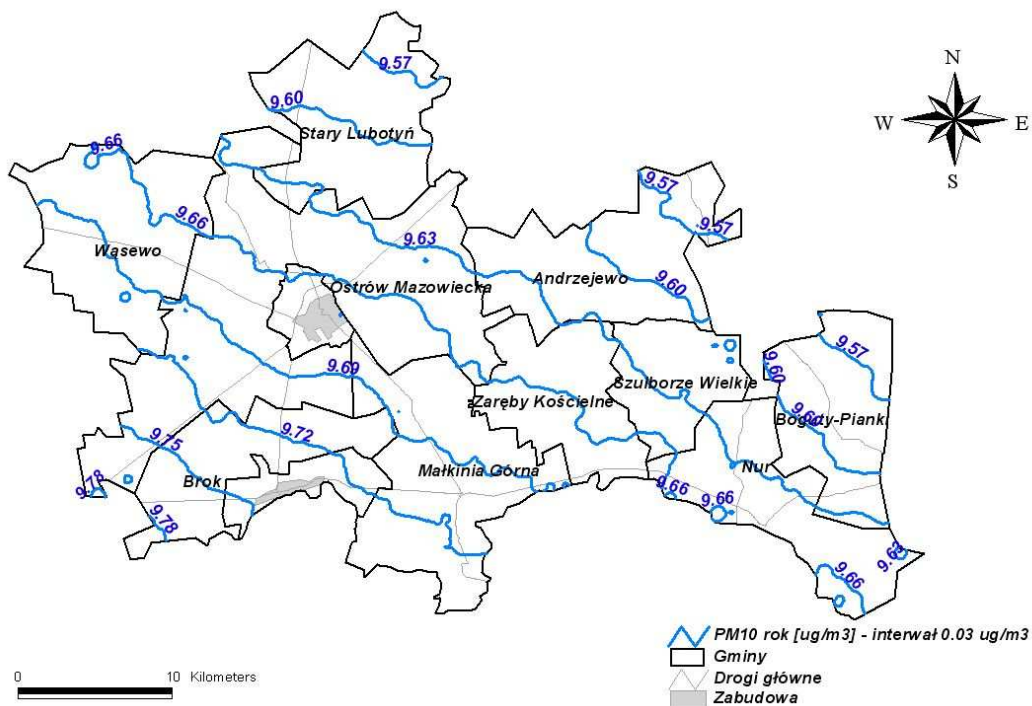 9.57
N
9.60
Stary Lubotyń
W
E
9.66
S
9.57
9.57
9.66
9.63
Wąsewo
Andrzejewo
9.60
Ostrów Mazowiecka
9.57
9.69
9.60
Szulborze Wielkie
Zaręby Kościelne
Boguty-Pianki
9.75
9.72
Małkinia Górna
Nur
9.78
Brok
9.66
9.66
9.78
9.63
9.66
PM10 rok [ug/m3] - interwał 0.03 ug/m3
Gminy
Drogi główne
Zabudowa
0
10
Kilometers